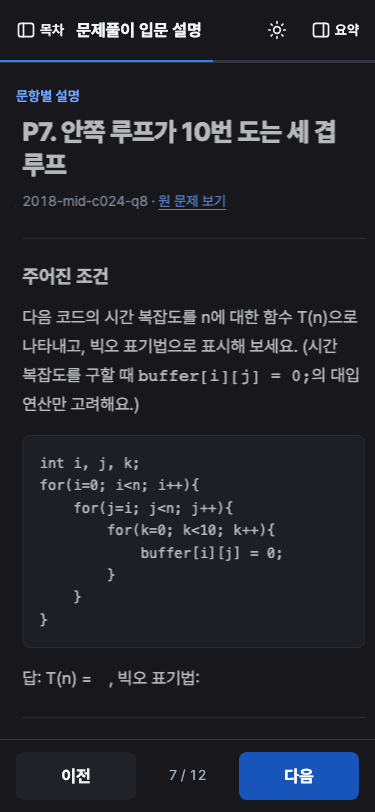 목차 문제풀이 입문 설명 요약
문항별 설명
P7. 안쪽 루프가 10번 도는 세 겹
루프
2018-mid-c024-q8 · 원 문제 보기
주어진 조건
다음 코드의 시간 복잡도를 n에 대한 함수 T(n)으로
나타내고, 빅오 표기법으로 표시해 보세요. (시간
복잡도를 구할 때 buffer[i][j] = 0;의 대입
연산만 고려해요.)
int i, j, k;
for(i=0; i<n; i++){
    for(j=i; j<n; j++){
        for(k=0; k<10; k++){
            buffer[i][j] = 0;
        }
    }
}
답: T(n) =   , 빅오 표기법:
이전 7 / 12 다음